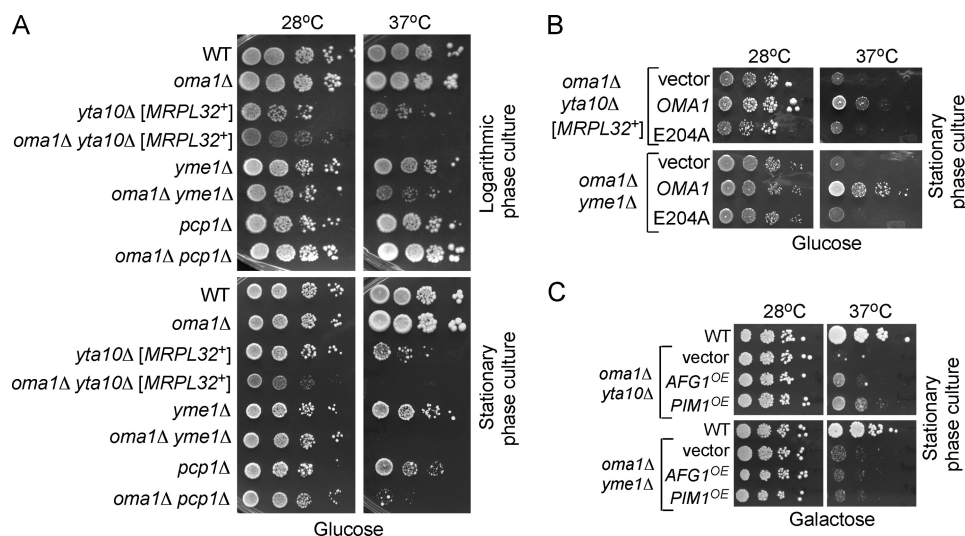 A
28ºC 37ºC
WT
oma1Δ
yta10Δ [MRPL32⁺]
oma1Δ yta10Δ [MRPL32⁺]
yme1Δ
oma1Δ yme1Δ
pcp1Δ
oma1Δ pcp1Δ
Logarithmic
phase culture
WT
oma1Δ
yta10Δ [MRPL32⁺]
oma1Δ yta10Δ [MRPL32⁺]
yme1Δ
oma1Δ yme1Δ
pcp1Δ
oma1Δ pcp1Δ
Stationary
phase culture
Glucose
B
28ºC 37ºC
oma1Δ
yta10Δ
[MRPL32⁺]
vector
OMA1
E204A
oma1Δ
yme1Δ
vector
OMA1
E204A
Stationary
phase culture
Glucose
C
28ºC 37ºC
WT
oma1Δ
yta10Δ
vector
AFG1ᴼᴱ
PIM1ᴼᴱ
WT
oma1Δ
yme1Δ
vector
AFG1ᴼᴱ
PIM1ᴼᴱ
Stationary
phase culture
Galactose